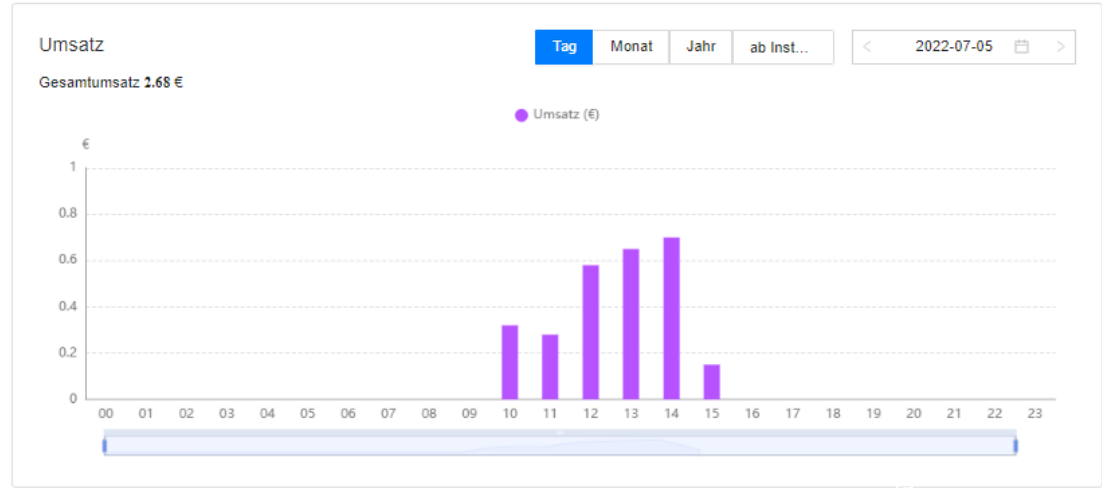 Umsatz
Tag Monat Jahr ab Inst... < 2022-07-05 >
Gesamtumsatz 2.68 €
Umsatz (€)
€
1
0.8
0.6
0.4
0.2
0
00 01 02 03 04 05 06 07 08 09 10 11 12 13 14 15 16 17 18 19 20 21 22 23